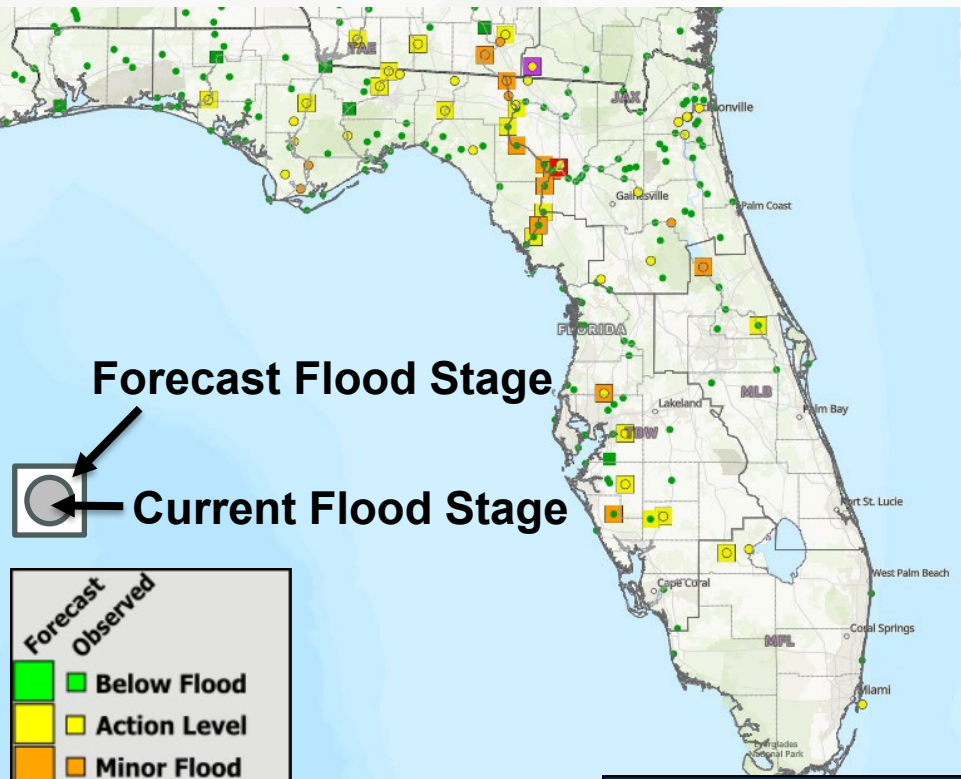 TAE
JAX
Gainesville
Palm Coast
FLORIDA
MLB
Lakeland
Palm Bay
TBW
Forecast Flood Stage
Current Flood Stage
Port St. Lucie
West Palm Beach
Cape Coral
Coral Springs
MFL
Miami
Everglades
National Park
Forecast
Observed
Below Flood
Action Level
Minor Flood